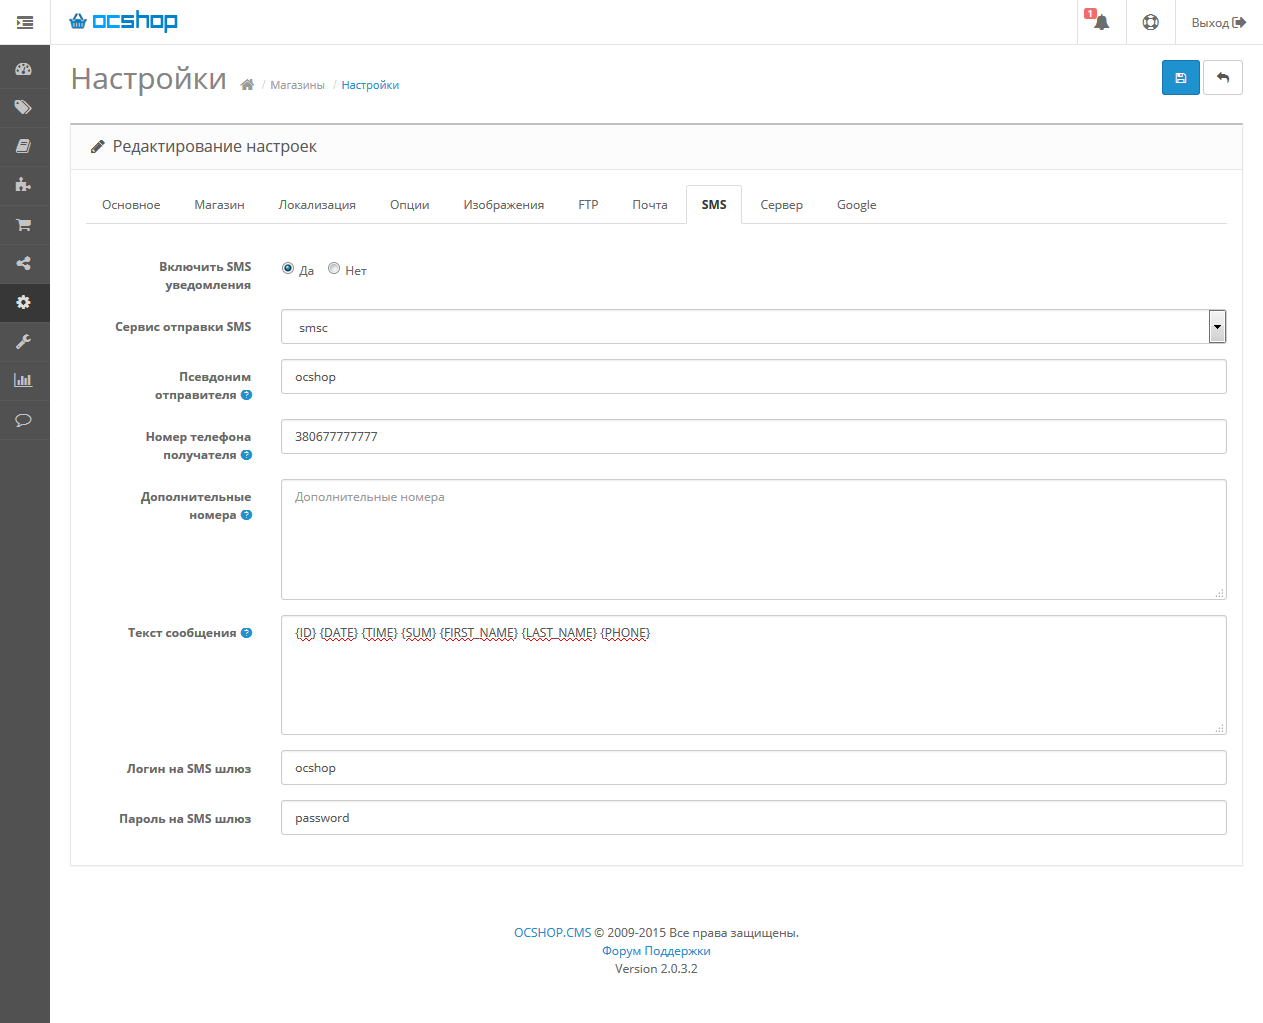 ocshop
1
Выход
Настройки
/ Магазины / Настройки
Редактирование настроек
Основное Магазин Локализация Опции Изображения FTP Почта SMS Сервер Google
Включить SMS
уведомления
Да Нет
Сервис отправки SMS
smsc
Псевдоним
отправителя ?
ocshop
Номер телефона
получателя ?
380677777777
Дополнительные
номера ?
Дополнительные номера
Текст сообщения ?
{ID} {DATE} {TIME} {SUM} {FIRST_NAME} {LAST_NAME} {PHONE}
Логин на SMS шлюз
ocshop
Пароль на SMS шлюз
password
OCSHOP.CMS © 2009-2015 Все права защищены.
Форум Поддержки
Version 2.0.3.2